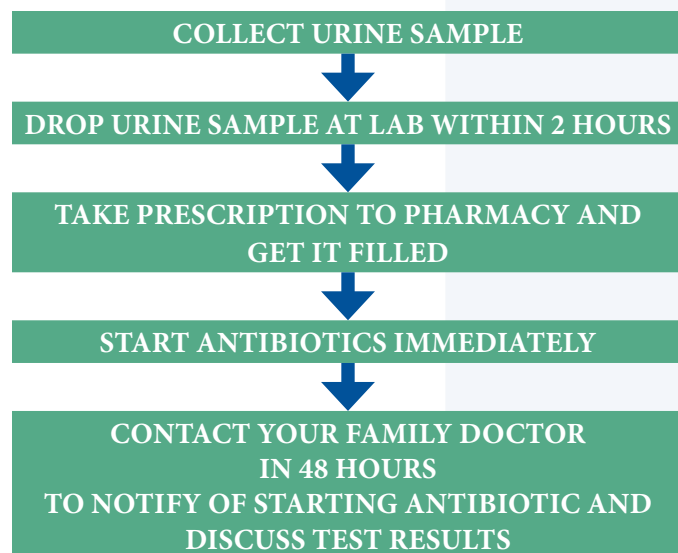 COLLECT URINE SAMPLE
DROP URINE SAMPLE AT LAB WITHIN 2 HOURS
TAKE PRESCRIPTION TO PHARMACY AND
GET IT FILLED
START ANTIBIOTICS IMMEDIATELY
CONTACT YOUR FAMILY DOCTOR
IN 48 HOURS
TO NOTIFY OF STARTING ANTIBIOTIC AND
DISCUSS TEST RESULTS